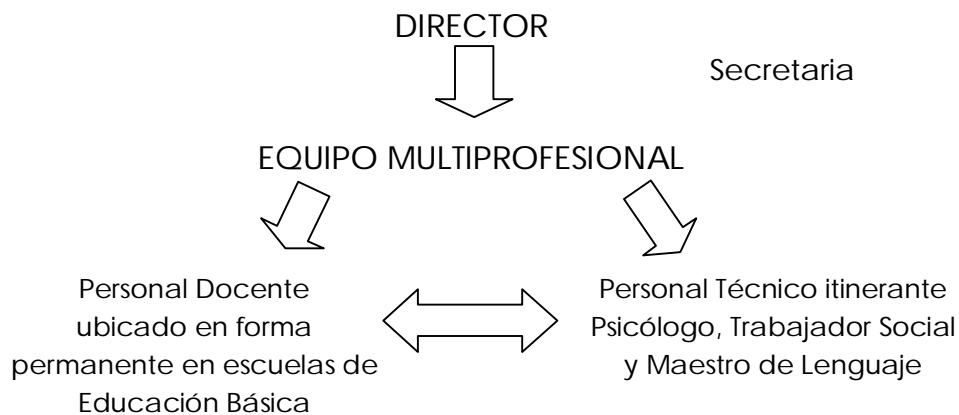 DIRECTOR
Secretaria
EQUIPO MULTIPROFESIONAL
Personal Docente
ubicado en forma
permanente en escuelas de
Educación Básica
Personal Técnico itinerante
Psicólogo, Trabajador Social
y Maestro de Lenguaje